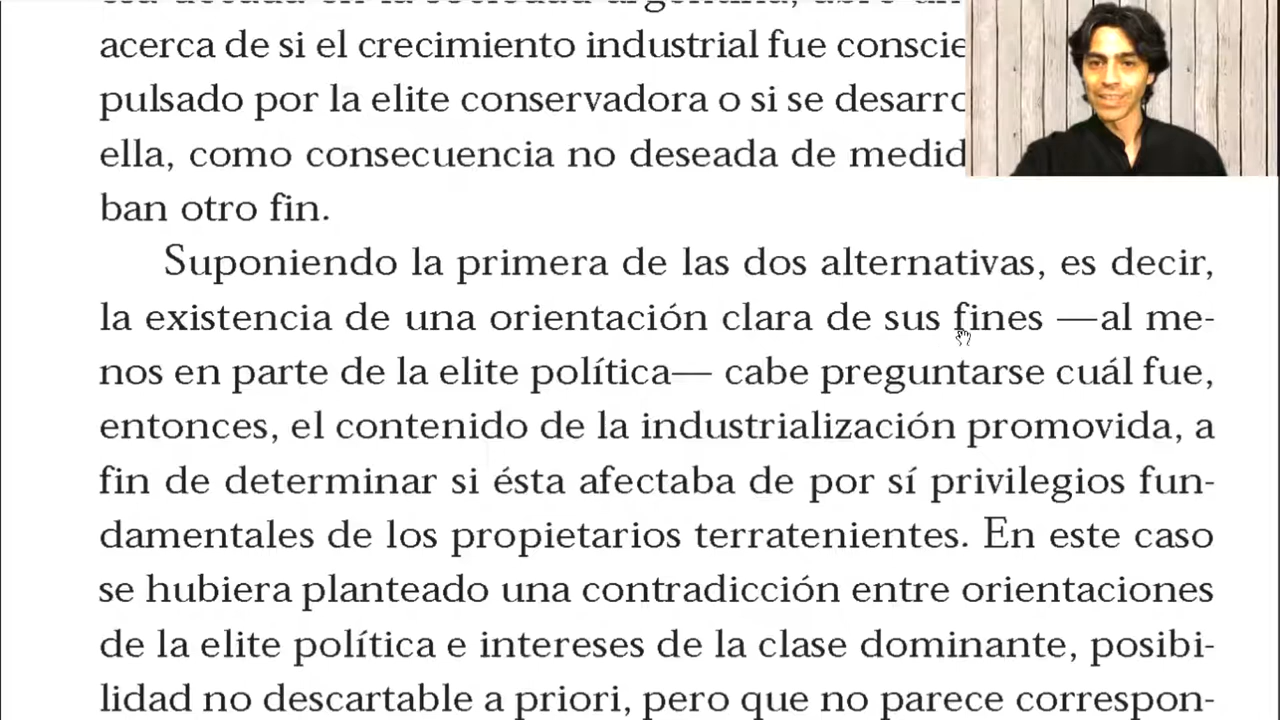 acerca de si el crecimiento industrial fue conscie
pulsado por la elite conservadora o si se desarro
ella, como consecuencia no deseada de medid
ban otro fin.
Suponiendo la primera de las dos alternativas, es decir,
la existencia de una orientación clara de sus fines —al me-
nos en parte de la elite política— cabe preguntarse cuál fue,
entonces, el contenido de la industrialización promovida, a
fin de determinar si ésta afectaba de por sí privilegios fun-
damentales de los propietarios terratenientes. En este caso
se hubiera planteado una contradicción entre orientaciones
de la elite política e intereses de la clase dominante, posibi-
lidad no descartable a priori, pero que no parece correspon-